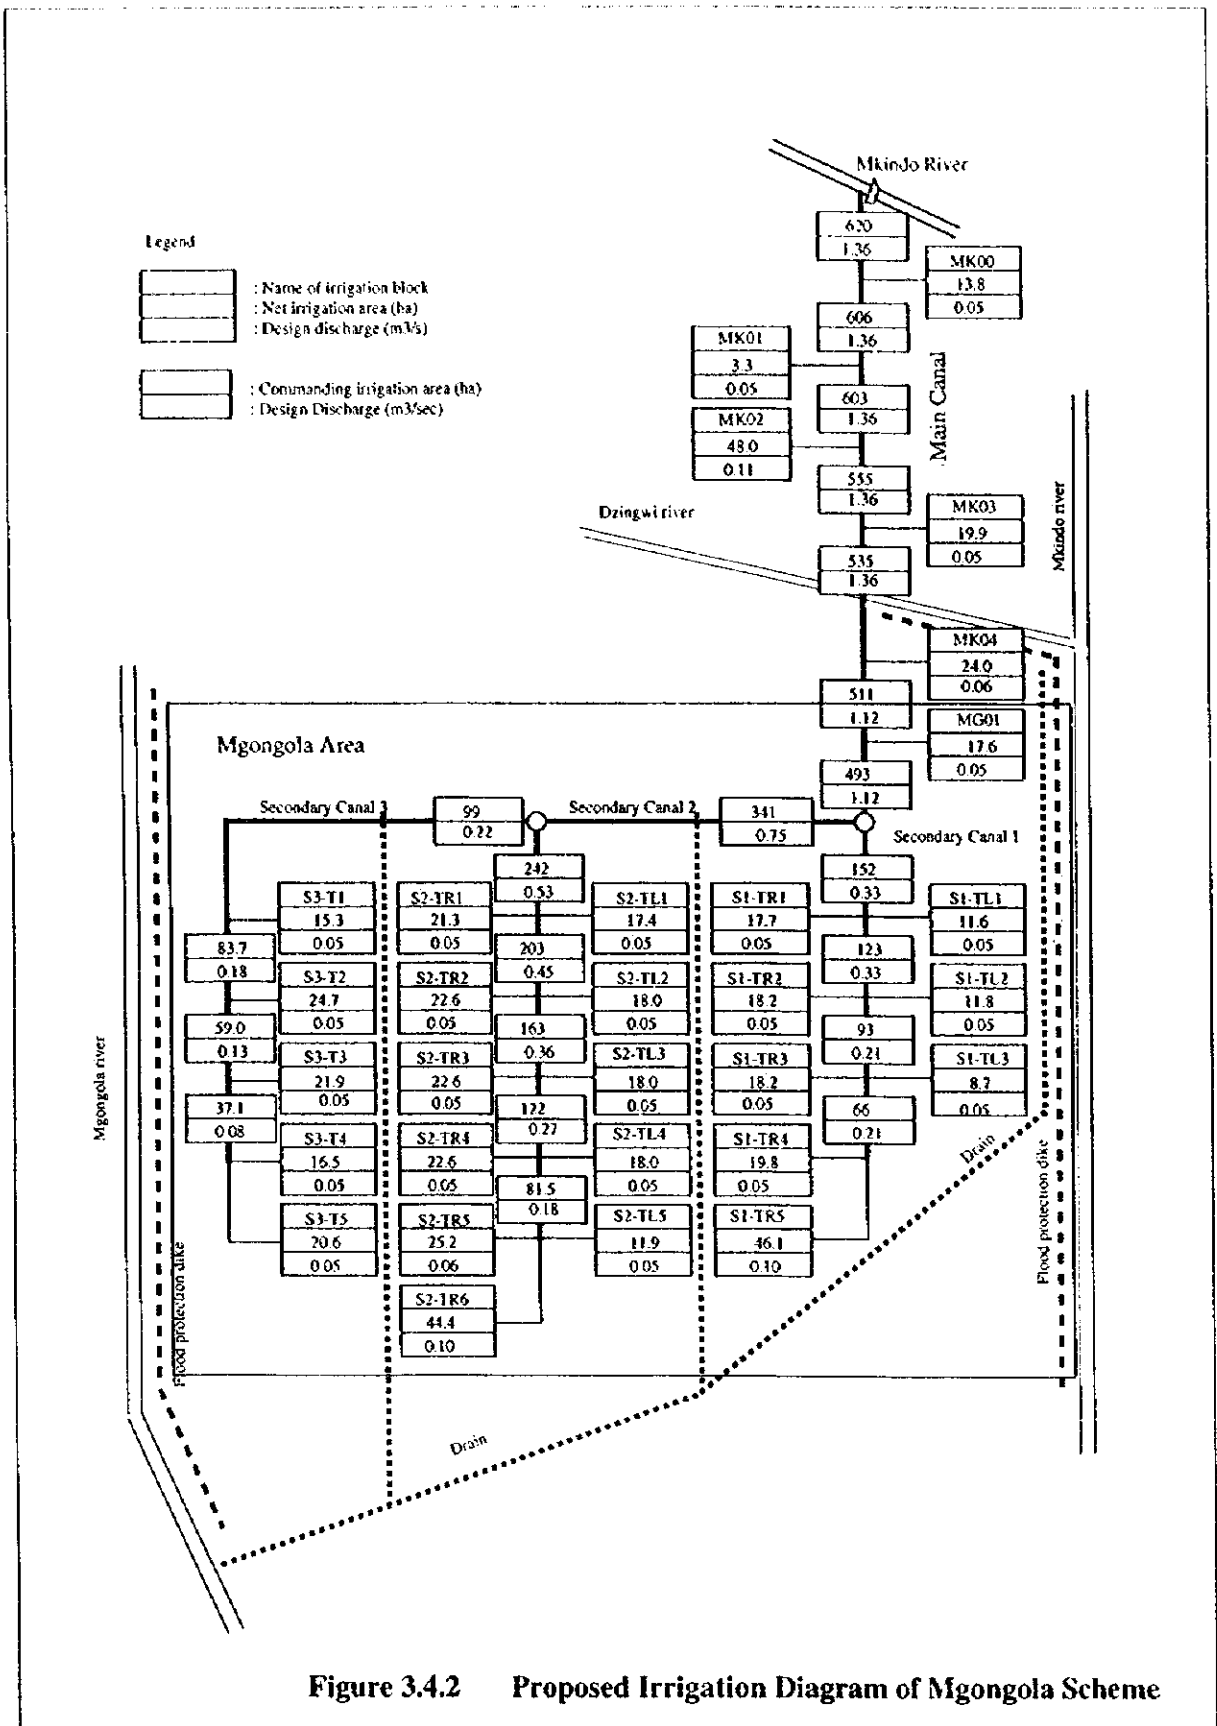 Mkindo River
620
1.36
MK00
13.8
0.05
Legend
: Name of irrigation block
: Net irrigation area (ha)
: Design discharge (m3/s)
: Commanding irrigation area (ha)
: Design Discharge (m3/sec)
606
1.36
MK01
3.3
0.05
603
1.36
Main Canal
MK02
48.0
0.11
555
1.36
MK03
19.9
0.05
Dzingwi river
Mkindo river
535
1.36
MK04
24.0
0.06
511
1.12
MG01
17.6
0.05
Mgongola Area
493
1.12
Secondary Canal 3
99
0.22
Secondary Canal 2
341
0.75
Secondary Canal 1
242
0.53
152
0.33
S3-T1
15.3
0.05
S2-TR1
21.3
0.05
S2-TL1
17.4
0.05
S1-TR1
17.7
0.05
S1-TL1
11.6
0.05
83.7
0.18
203
0.45
123
0.33
S3-T2
24.7
0.05
S2-TR2
22.6
0.05
S2-TL2
18.0
0.05
S1-TR2
18.2
0.05
S1-TL2
11.8
0.05
59.0
0.13
163
0.36
93
0.21
S3-T3
21.9
0.05
S2-TR3
22.6
0.05
S2-TL3
18.0
0.05
S1-TR3
18.2
0.05
S1-TL3
8.7
0.05
37.1
0.08
122
0.27
66
0.21
S3-T4
16.5
0.05
S2-TR4
22.6
0.05
S2-TL4
18.0
0.05
S1-TR4
19.8
0.05
81.5
0.18
S3-T5
20.6
0.05
S2-TR5
25.2
0.06
S2-TL5
11.9
0.05
S1-TR5
46.1
0.10
S2-TR6
44.4
0.10
Mgongola river
Flood protection dike
Drain
Flood protection dike
Drain
Figure 3.4.2 Proposed Irrigation Diagram of Mgongola Scheme